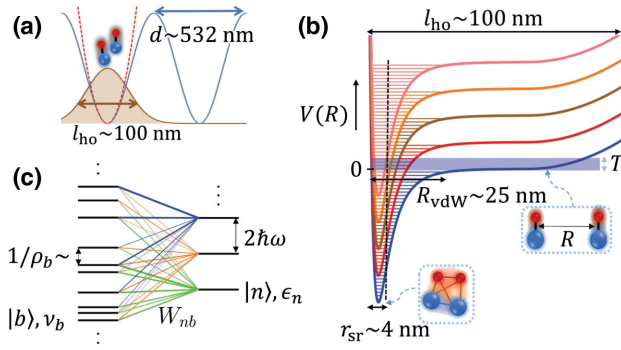 (a)
d~532 nm
l_ho~100 nm
(b)
l_ho~100 nm
V(R)
0
T
R_vdW~25 nm
R
r_sr~4 nm
(c)
⋮
⋮
1/ρ_b~
2ħω
|n⟩, ϵ_n
|b⟩, ν_b
W_nb
⋮
⋮